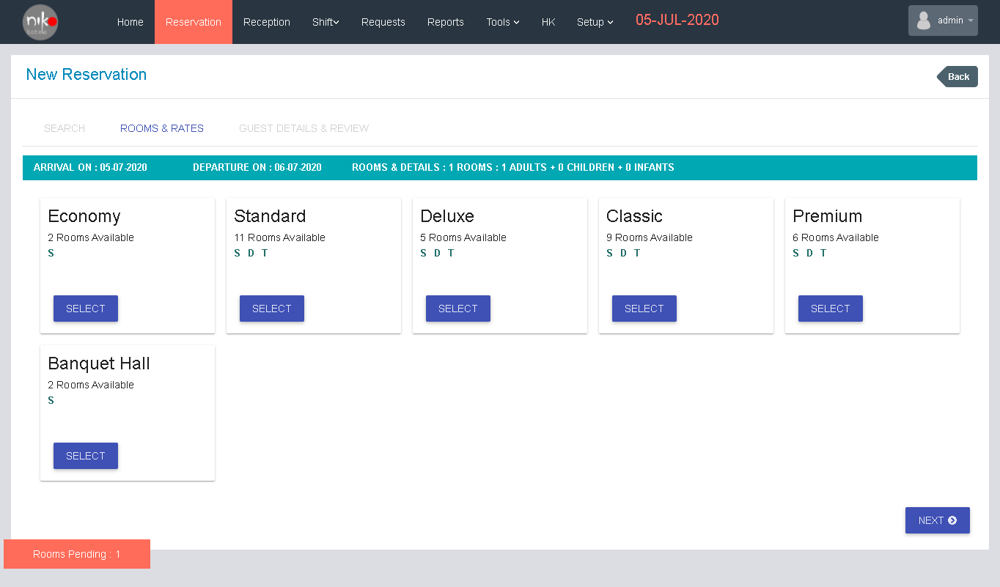 niko
hotels
Home Reservation Reception Shift Requests Reports Tools HK Setup 05-JUL-2020 admin
New Reservation
Back
SEARCH ROOMS & RATES GUEST DETAILS & REVIEW
ARRIVAL ON : 05-07-2020 DEPARTURE ON : 06-07-2020 ROOMS & DETAILS : 1 ROOMS : 1 ADULTS + 0 CHILDREN + 0 INFANTS
Economy
2 Rooms Available
S
SELECT
Standard
11 Rooms Available
S D T
SELECT
Deluxe
5 Rooms Available
S D T
SELECT
Classic
9 Rooms Available
S D T
SELECT
Premium
6 Rooms Available
S D T
SELECT
Banquet Hall
2 Rooms Available
S
SELECT
NEXT
Rooms Pending : 1